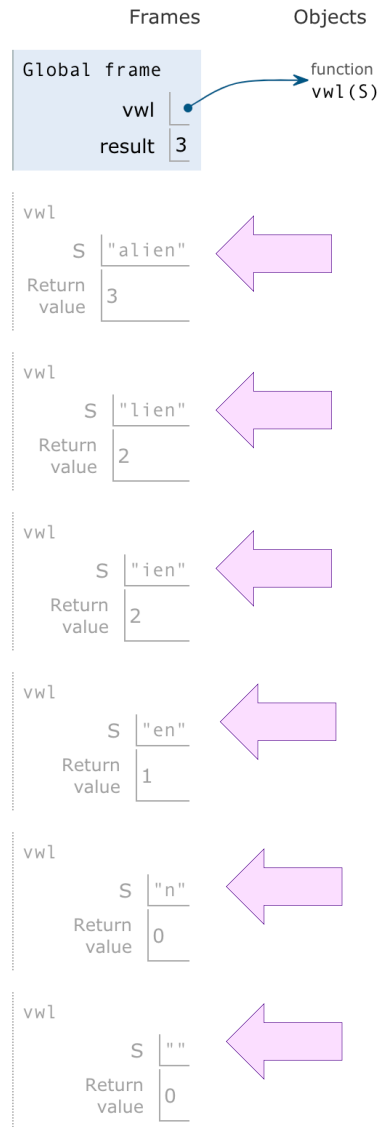 Frames Objects
Global frame
function
vwl(S)
vwl
result 3
vwl
S "alien"
Return
value 3
vwl
S "lien"
Return
value 2
vwl
S "ien"
Return
value 2
vwl
S "en"
Return
value 1
vwl
S "n"
Return
value 0
vwl
S ""
Return
value 0